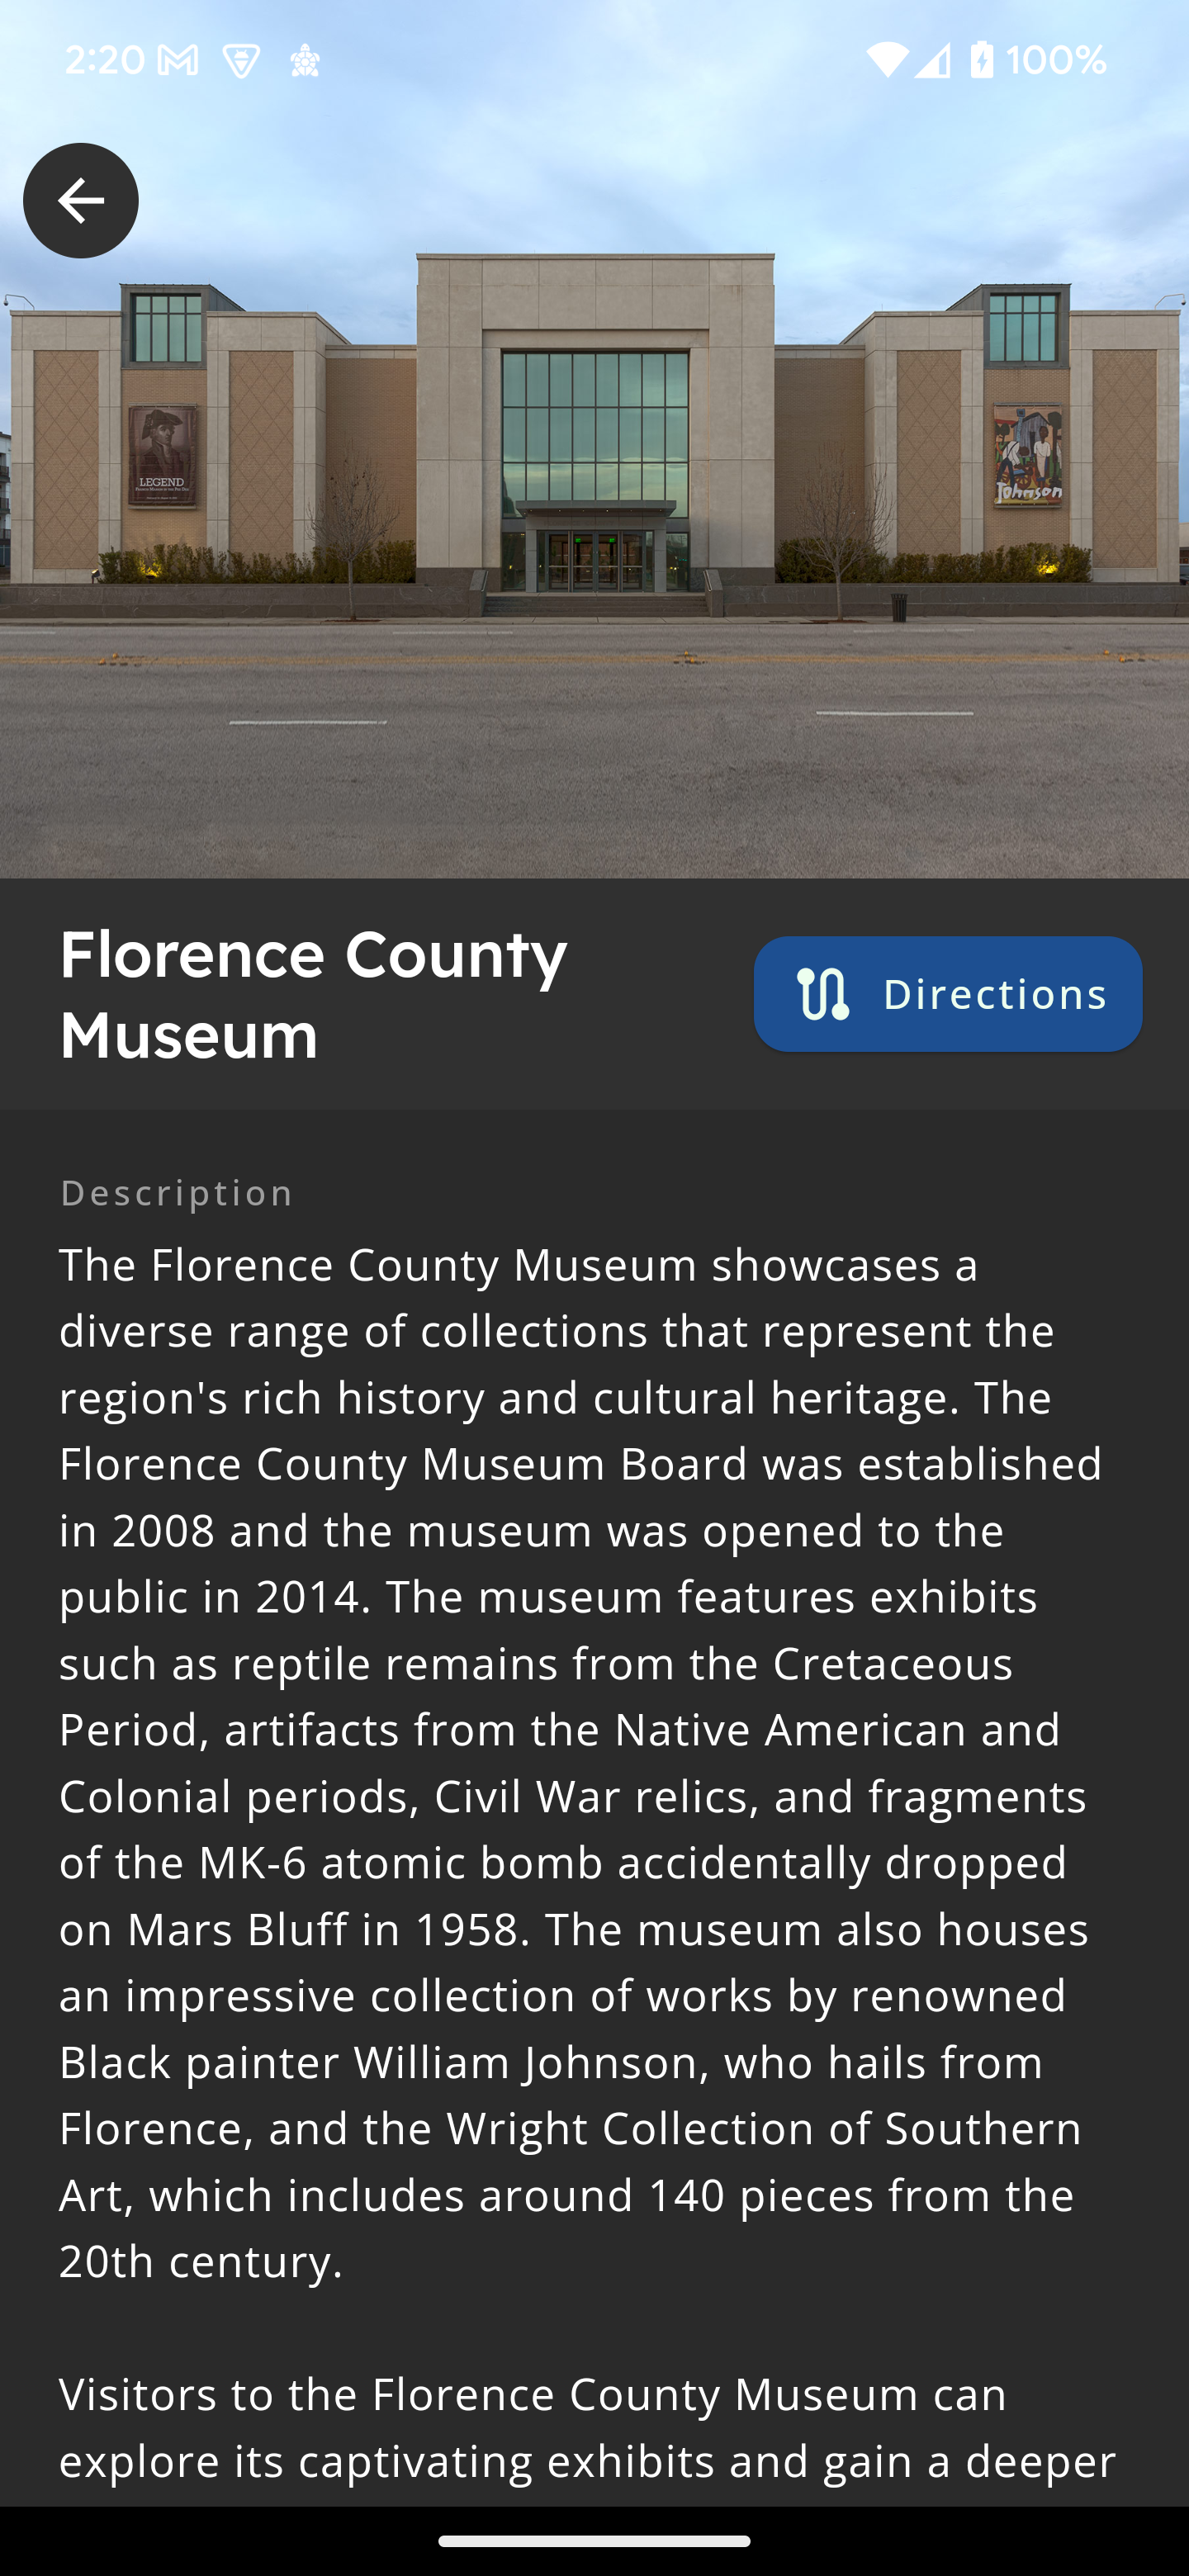 2:20
100%
LEGEND
Johnson
Florence County
Museum
Directions
Description
The Florence County Museum showcases a
diverse range of collections that represent the
region's rich history and cultural heritage. The
Florence County Museum Board was established
in 2008 and the museum was opened to the
public in 2014. The museum features exhibits
such as reptile remains from the Cretaceous
Period, artifacts from the Native American and
Colonial periods, Civil War relics, and fragments
of the MK-6 atomic bomb accidentally dropped
on Mars Bluff in 1958. The museum also houses
an impressive collection of works by renowned
Black painter William Johnson, who hails from
Florence, and the Wright Collection of Southern
Art, which includes around 140 pieces from the
20th century.
Visitors to the Florence County Museum can
explore its captivating exhibits and gain a deeper